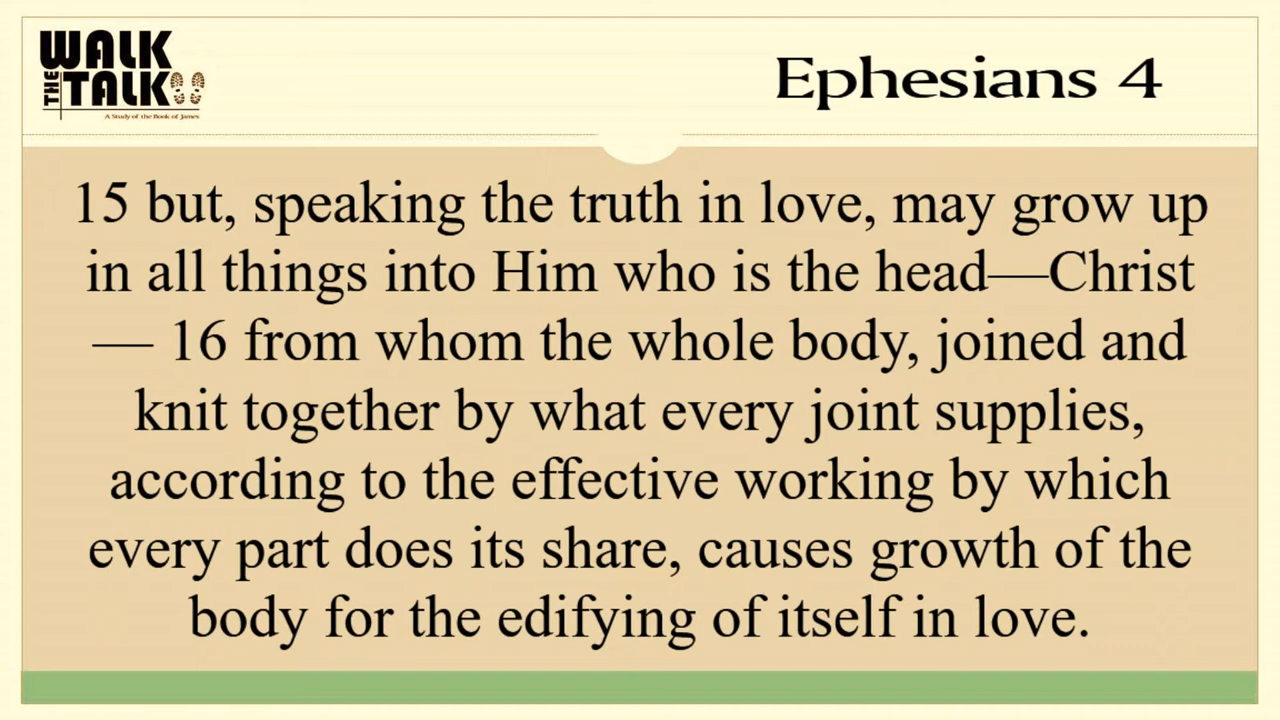 WALK
THE
TALK
A Study of the Book of James
Ephesians 4
15 but, speaking the truth in love, may grow up
in all things into Him who is the head—Christ
— 16 from whom the whole body, joined and
knit together by what every joint supplies,
according to the effective working by which
every part does its share, causes growth of the
body for the edifying of itself in love.